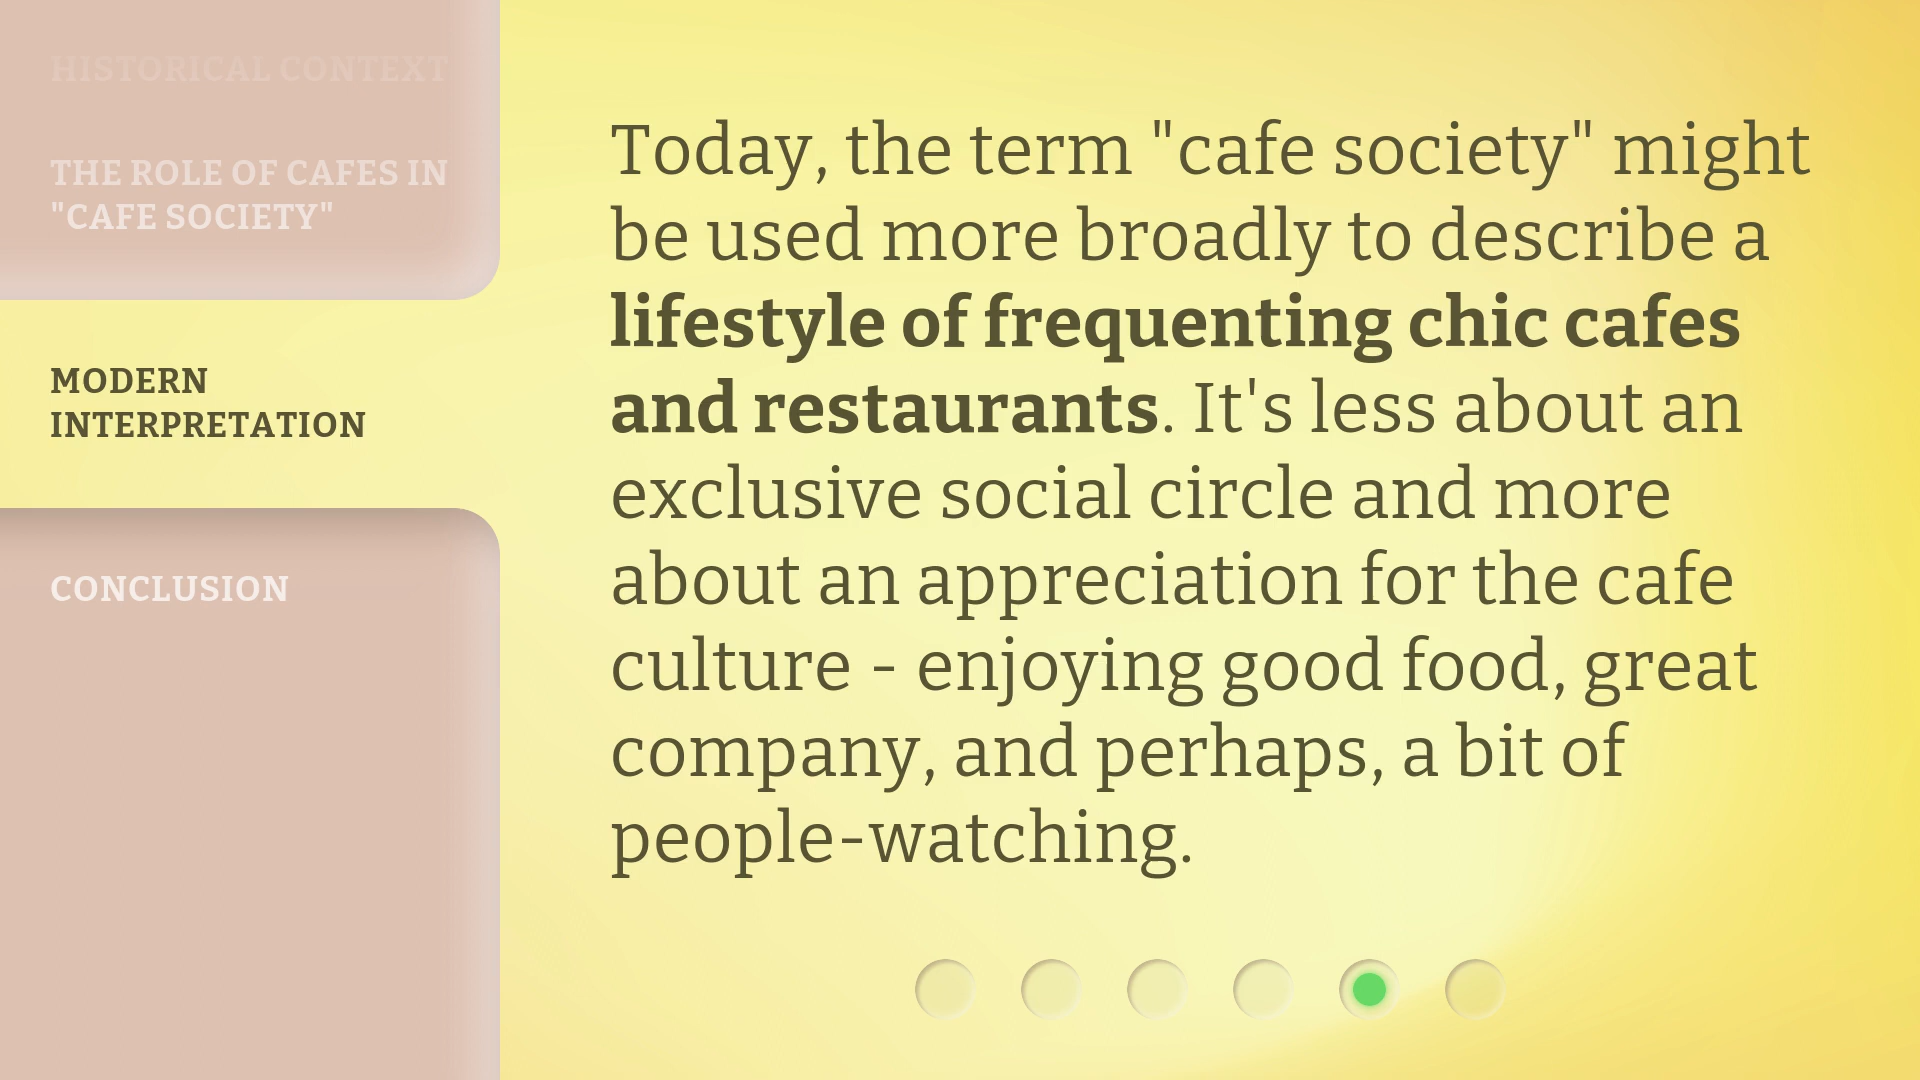 HISTORICAL CONTEXT
THE ROLE OF CAFES IN
"CAFE SOCIETY"
MODERN
INTERPRETATION
CONCLUSION
Today, the term "cafe society" might
be used more broadly to describe a
lifestyle of frequenting chic cafes
and restaurants. It's less about an
exclusive social circle and more
about an appreciation for the cafe
culture - enjoying good food, great
company, and perhaps, a bit of
people-watching.